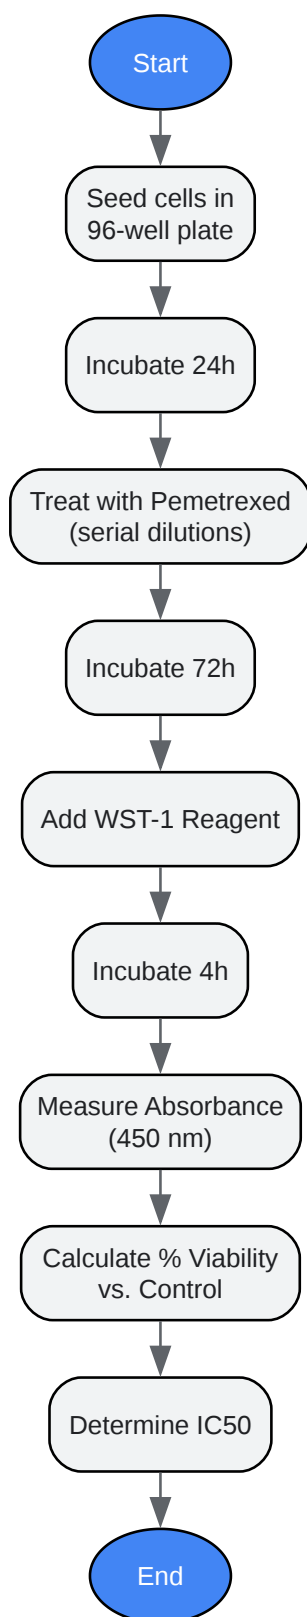 Start
Seed cells in
96-well plate
Incubate 24h
Treat with Pemetrexed
(serial dilutions)
Incubate 72h
Add WST-1 Reagent
Incubate 4h
Measure Absorbance
(450 nm)
Calculate % Viability
vs. Control
Determine IC50
End